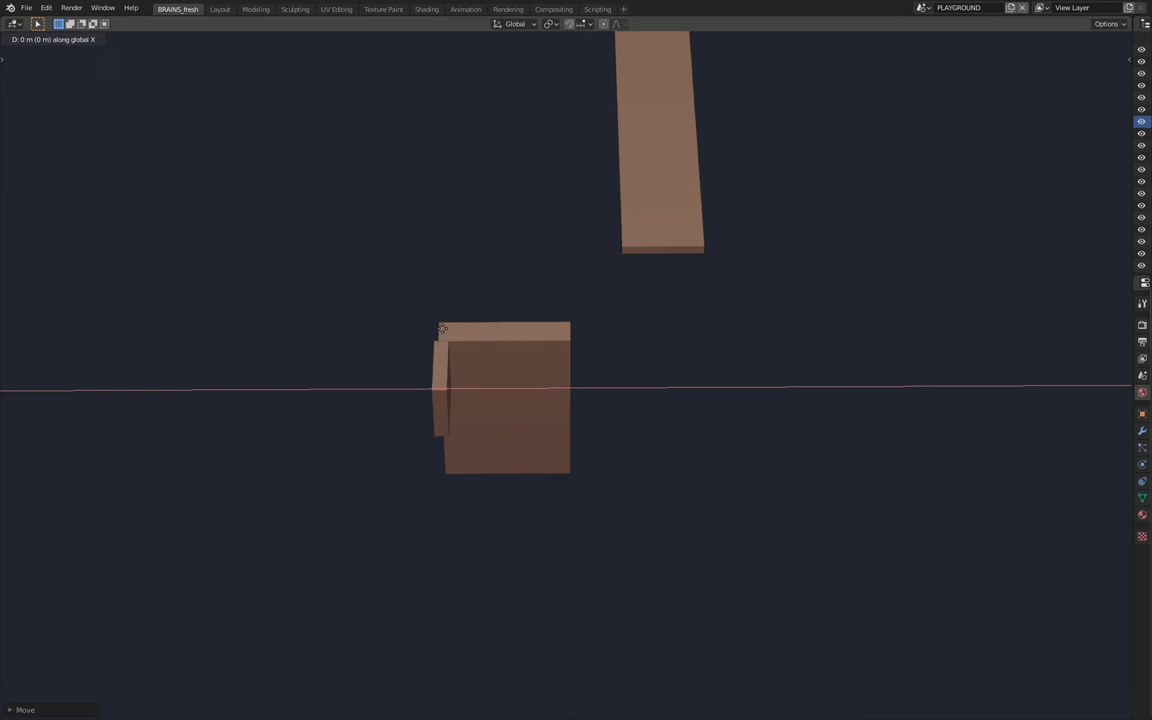 File Edit Render Window Help BRAINS_fresh Layout Modeling Sculpting UV Editing Texture Paint Shading Animation Rendering Compositing Scripting + PLAYGROUND View Layer
Global Options
D: 0 m (0 m) along global X
Move